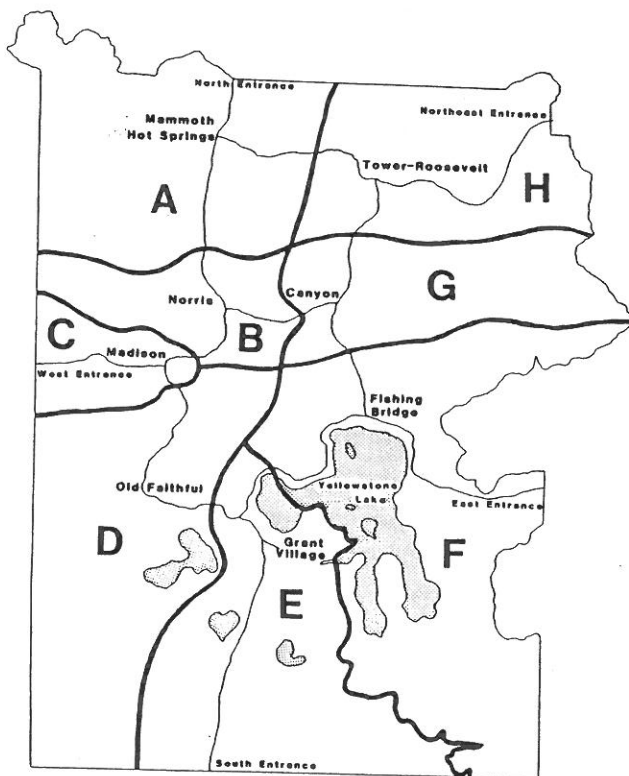 North Entrance
Northeast Entrance
Mammoth
Hot Springs
Tower-Roosevelt
A
H
Norris
Canyon
G
C
B
Madison
West Entrance
Fishing
Bridge
Old Faithful
Yellowstone
Lake
East Entrance
D
Grant
Village
F
E
South Entrance